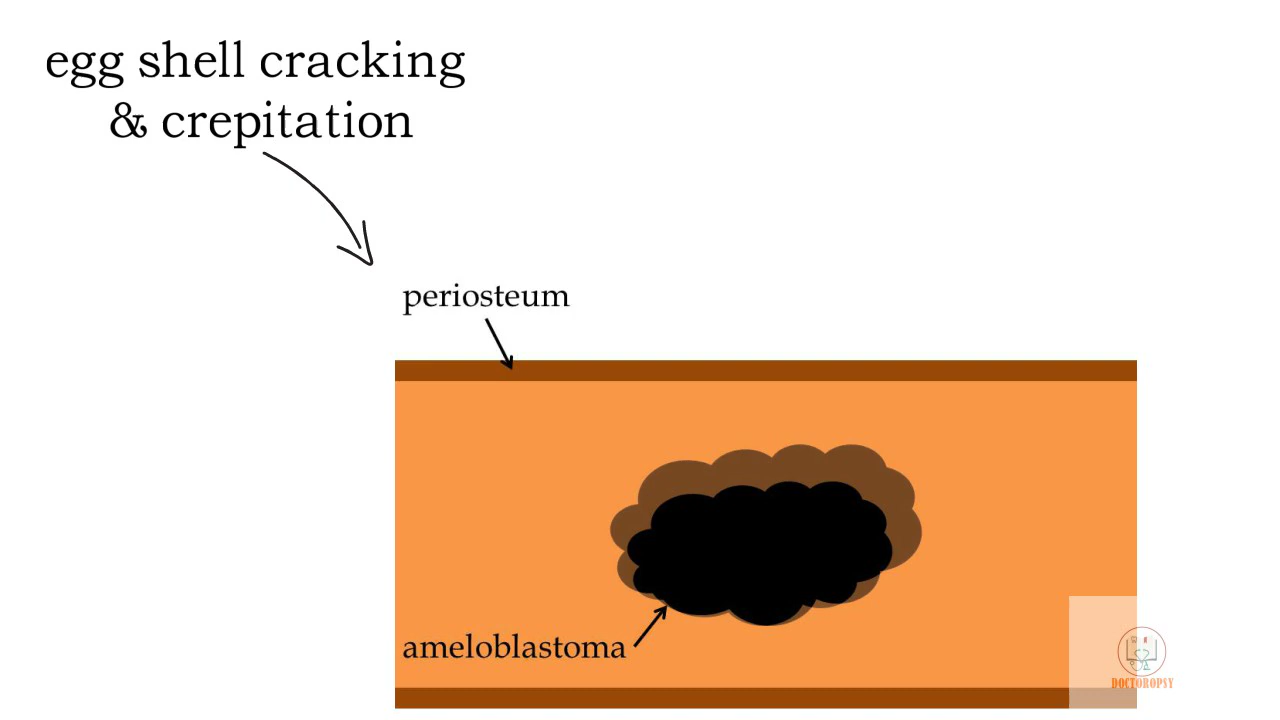 egg shell cracking
& crepitation
periosteum
ameloblastoma
DOCTOROPSY